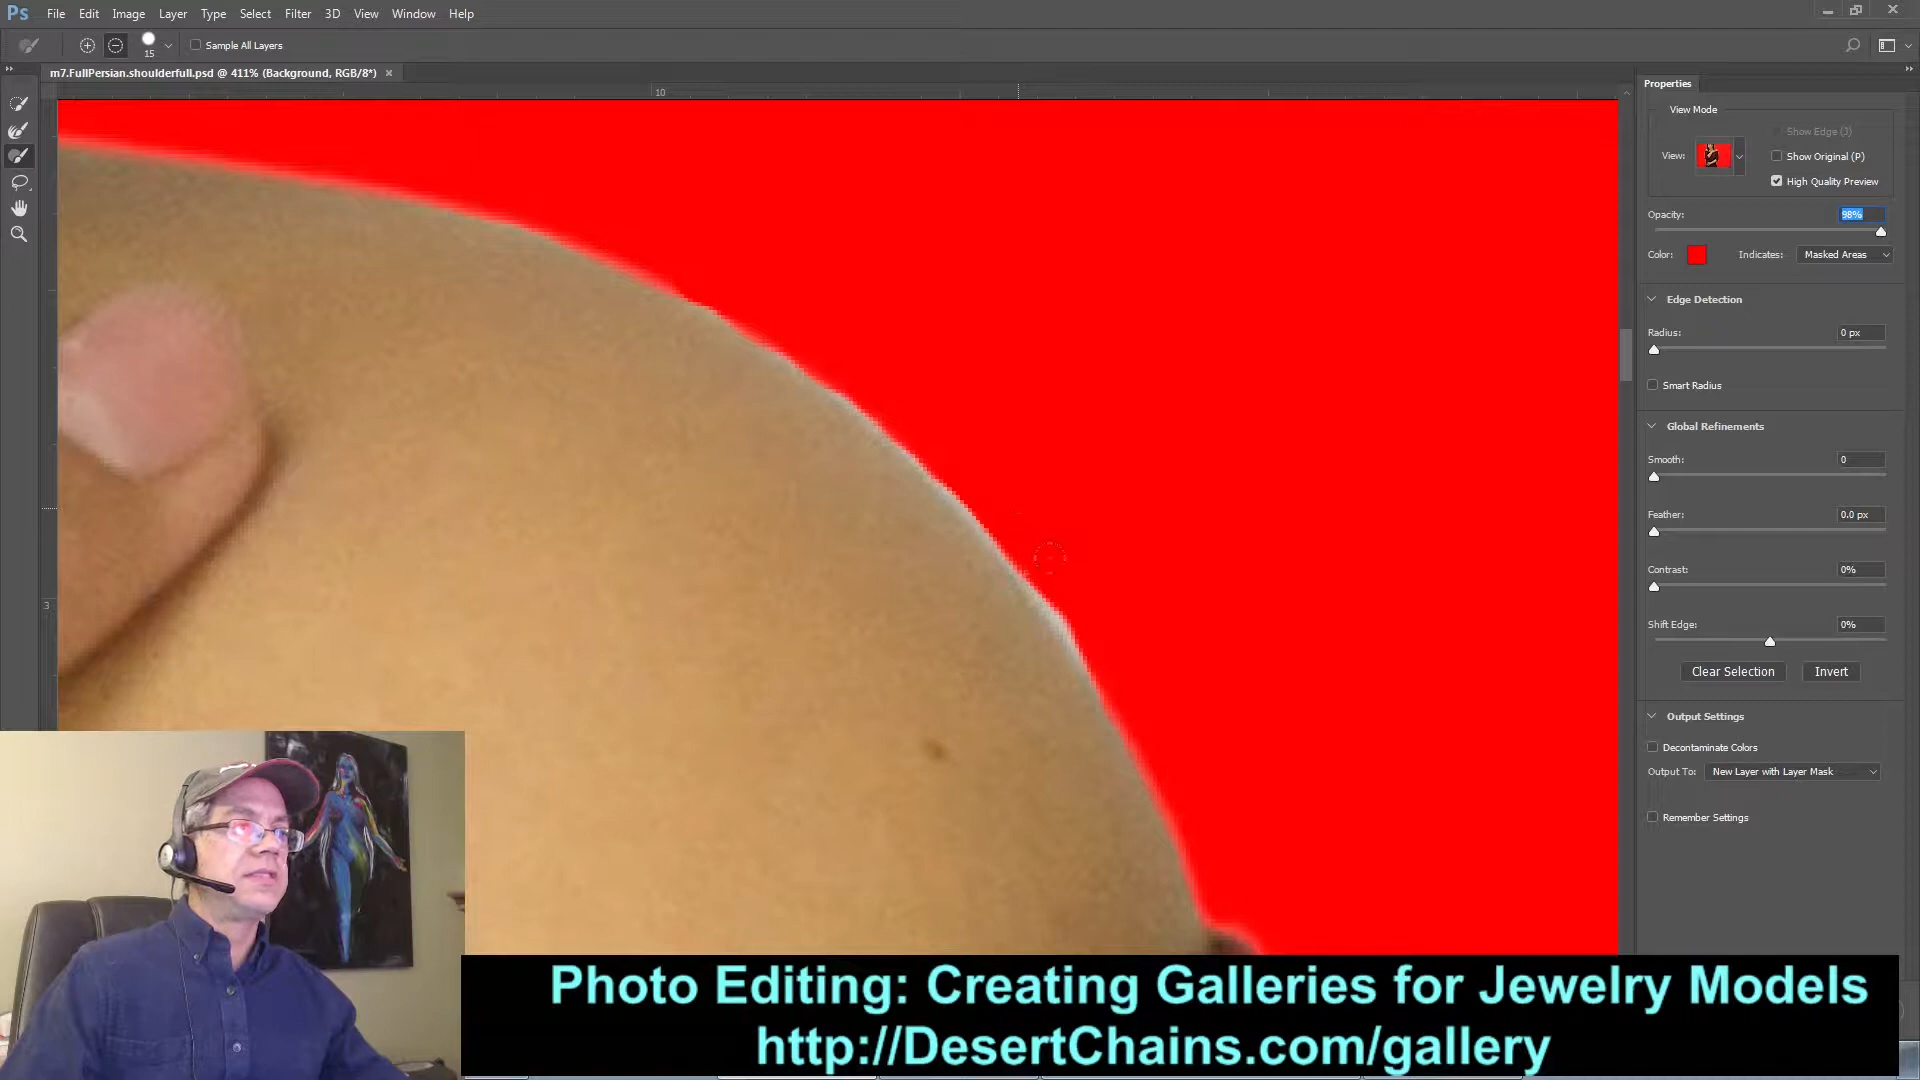 Ps File Edit Image Layer Type Select Filter 3D View Window Help
15 Sample All Layers
m7.FullPersian.shoulderfull.psd @ 411% (Background, RGB/8*) ×
10
3
Properties
View Mode
Show Edge (J)
View: Show Original (P)
High Quality Preview
Opacity: 98%
Color: Indicates: Masked Areas
Edge Detection
Radius: 0 px
Smart Radius
Global Refinements
Smooth: 0
Feather: 0.0 px
Contrast: 0%
Shift Edge: 0%
Clear Selection Invert
Output Settings
Decontaminate Colors
Output To: New Layer with Layer Mask
Remember Settings
Photo Editing: Creating Galleries for Jewelry Models
http://DesertChains.com/gallery